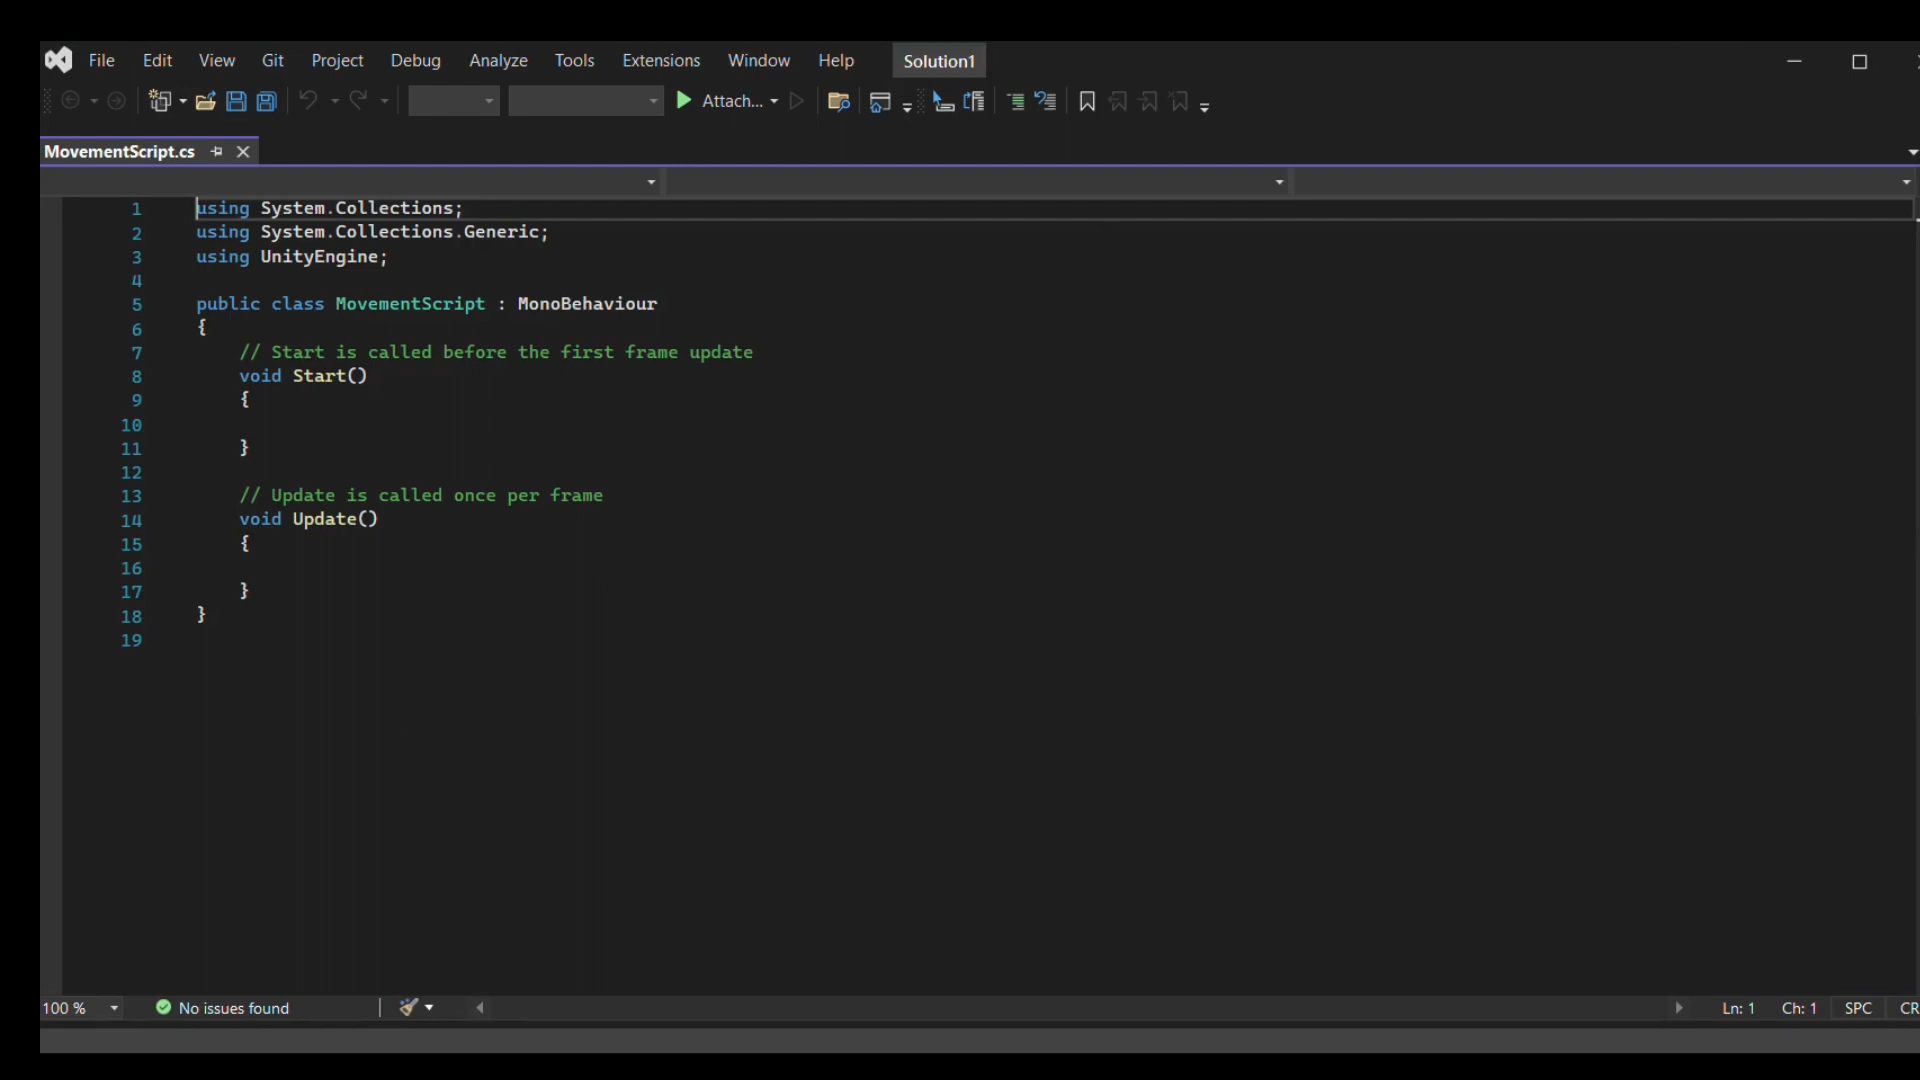 File Edit View Git Project Debug Analyze Tools Extensions Window Help Solution1
Attach...
MovementScript.cs
1 using System.Collections;
2 using System.Collections.Generic;
3 using UnityEngine;
4
5 public class MovementScript : MonoBehaviour
6 {
7 // Start is called before the first frame update
8 void Start()
9 {
10
11 }
12
13 // Update is called once per frame
14 void Update()
15 {
16
17 }
18 }
19
100 % No issues found Ln: 1 Ch: 1 SPC CR